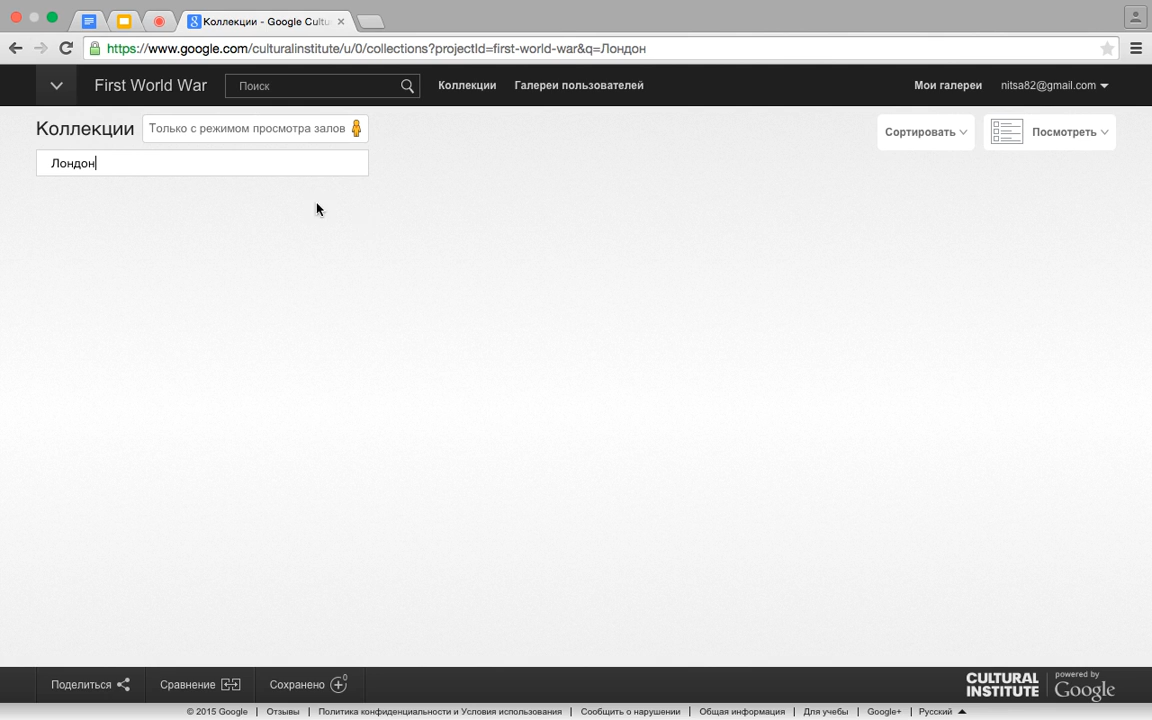 Коллекции - Google Cultu
https://www.google.com/culturalinstitute/u/0/collections?projectId=first-world-war&q=Лондон
First World War
Поиск
Коллекции
Галереи пользователей
Мои галереи
nitsa82@gmail.com
Коллекции
Только с режимом просмотра залов
Сортировать
Посмотреть
Лондон
Поделиться
Сравнение
Сохранено
0
CULTURAL INSTITUTE
powered by Google
© 2015 Google | Отзывы | Политика конфиденциальности и Условия использования | Сообщить о нарушении | Общая информация | Для учебы | Google+ | Русский